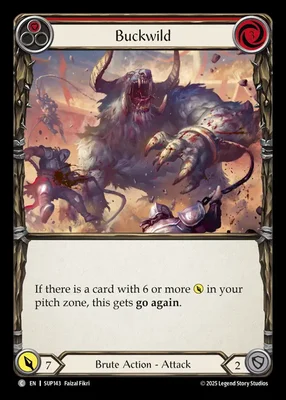 Buckwild
If there is a card with 6 or more in your
pitch zone, this gets go again.
7
Brute Action - Attack
2
C EN | SUP143 Faizal Fikri
© 2025 Legend Story Studios